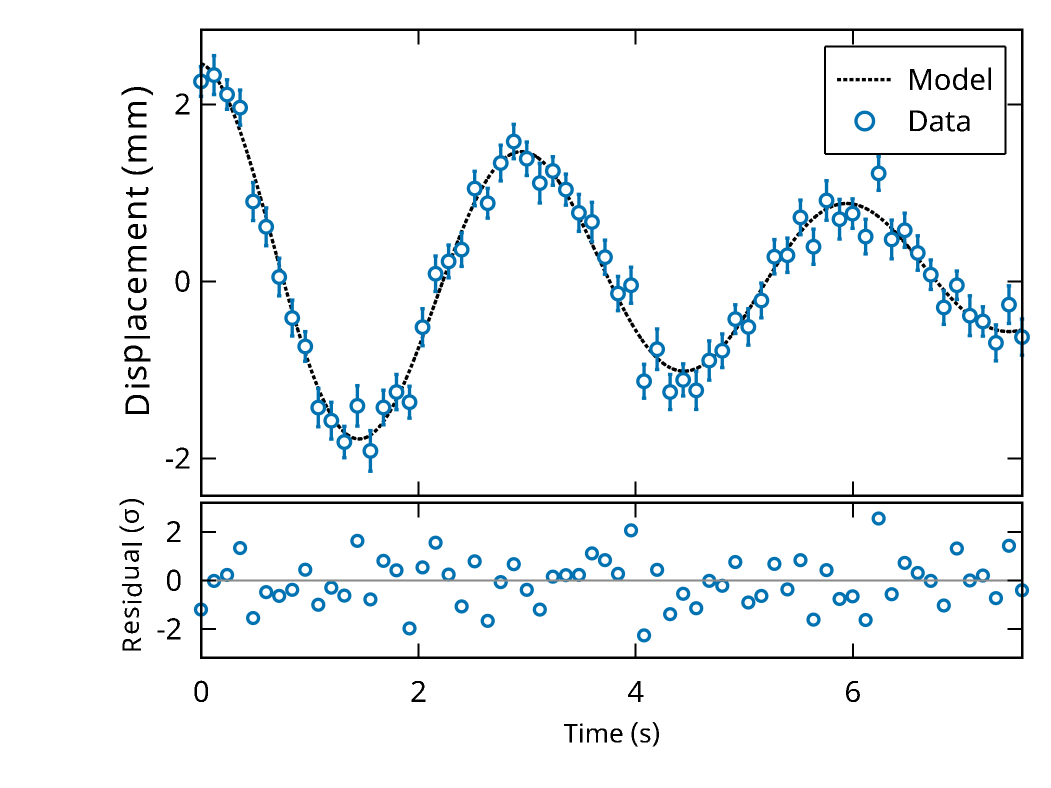 Model
Data
Displacement (mm)
2
0
-2
Residual (σ)
2
0
-2
0
2
4
6
Time (s)